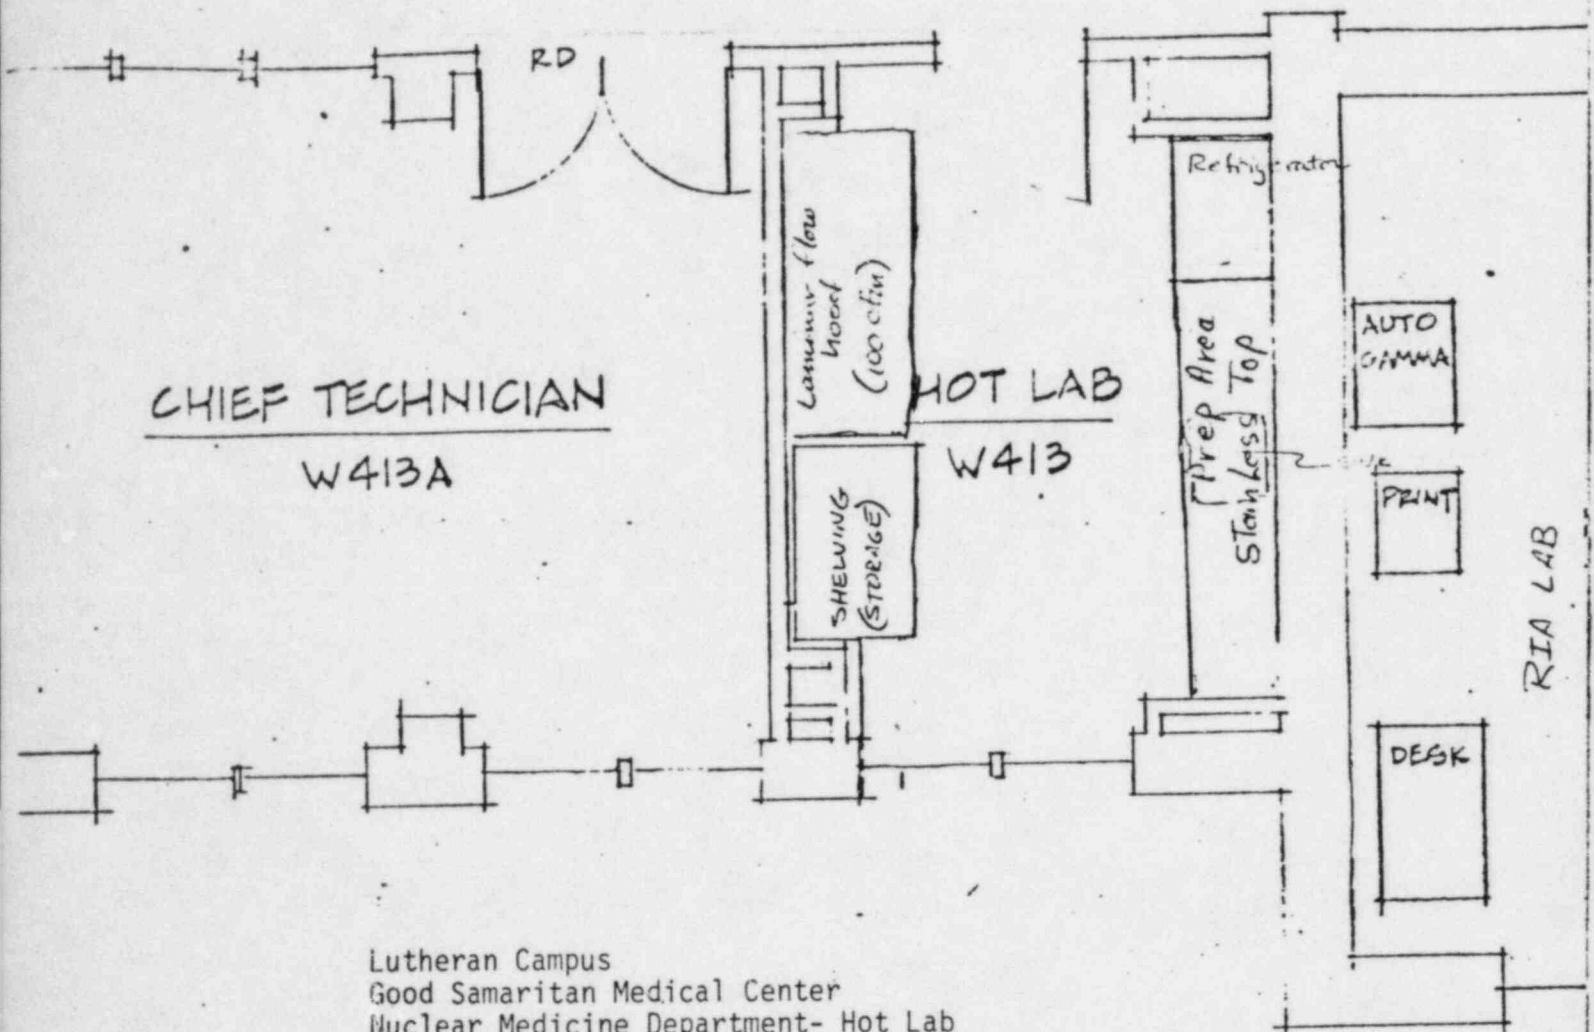 RD
Refrigerator
Laminar flow
hood
(100 cfm)
AUTO
GAMMA
CHIEF TECHNICIAN
W413A
HOT LAB
W413
Prep Area
Stainless Top
PRINT
SHELVING
(STORAGE)
RIA LAB
DESK
Lutheran Campus
Good Samaritan Medical Center
Nuclear Medicine Department- Hot Lab